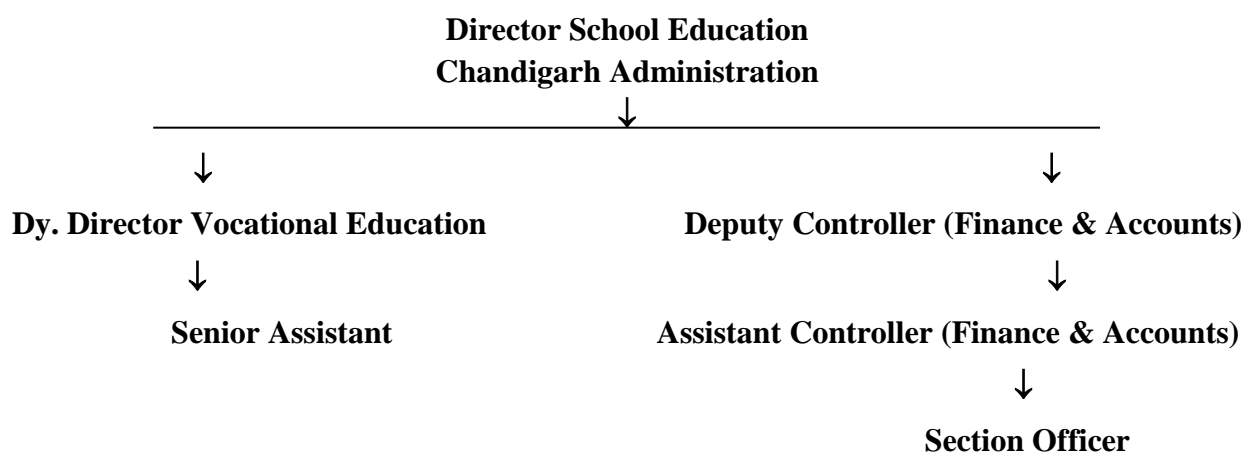 Director School Education
Chandigarh Administration
Dy. Director Vocational Education
Deputy Controller (Finance & Accounts)
Senior Assistant
Assistant Controller (Finance & Accounts)
Section Officer